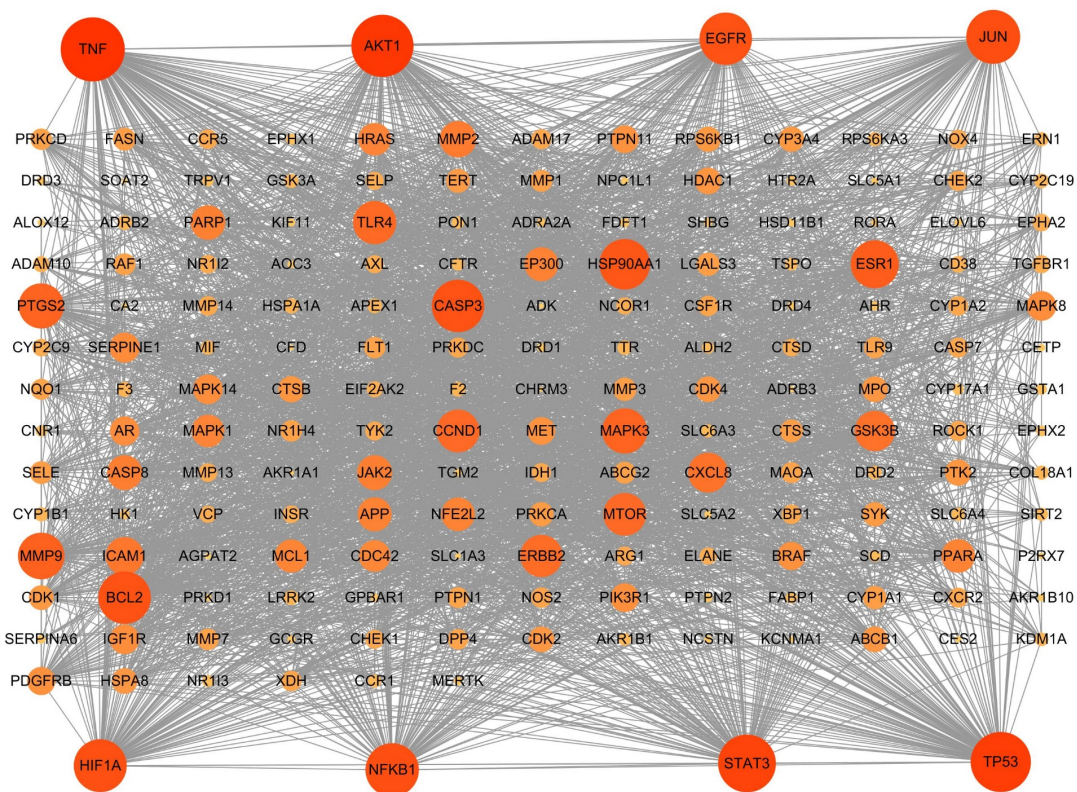 TNF AKT1 EGFR JUN
PRKCD FASN CCR5 EPHX1 HRAS MMP2 ADAM17 PTPN11 RPS6KB1 CYP3A4 RPS6KA3 NOX4 ERN1
DRD3 SOAT2 TRPV1 GSK3A SELP TERT MMP1 NPC1L1 HDAC1 HTR2A SLC5A1 CHEK2 CYP2C19
ALOX12 ADRB2 PARP1 KIF11 TLR4 PON1 ADRA2A FDFT1 SHBG HSD11B1 RORA ELOVL6 EPHA2
ADAM10 RAF1 NR1I2 AOC3 AXL CFTR EP300 HSP90AA1 LGALS3 TSPO ESR1 CD38 TGFBR1
PTGS2 CA2 MMP14 HSPA1A APEX1 CASP3 ADK NCOR1 CSF1R DRD4 AHR CYP1A2 MAPK8
CYP2C9 SERPINE1 MIF CFD FLT1 PRKDC DRD1 TTR ALDH2 CTSD TLR9 CASP7 CETP
NQO1 F3 MAPK14 CTSB EIF2AK2 F2 CHRM3 MMP3 CDK4 ADRB3 MPO CYP17A1 GSTA1
CNR1 AR MAPK1 NR1H4 TYK2 CCND1 MET MAPK3 SLC6A3 CTSS GSK3B ROCK1 EPHX2
SELE CASP8 MMP13 AKR1A1 JAK2 TGM2 IDH1 ABCG2 CXCL8 MAOA DRD2 PTK2 COL18A1
CYP1B1 HK1 VCP INSR APP NFE2L2 PRKCA MTOR SLC5A2 XBP1 SYK SLC6A4 SIRT2
MMP9 ICAM1 AGPAT2 MCL1 CDC42 SLC1A3 ERBB2 ARG1 ELANE BRAF SCD PPARA P2RX7
CDK1 BCL2 PRKD1 LRRK2 GPBAR1 PTPN1 NOS2 PIK3R1 PTPN2 FABP1 CYP1A1 CXCR2 AKR1B10
SERPINA6 IGF1R MMP7 GCGR CHEK1 DPP4 CDK2 AKR1B1 NCSTN KCNMA1 ABCB1 CES2 KDM1A
PDGFRB HSPA8 NR1I3 XDH CCR1 MERTK
HIF1A NFKB1 STAT3 TP53